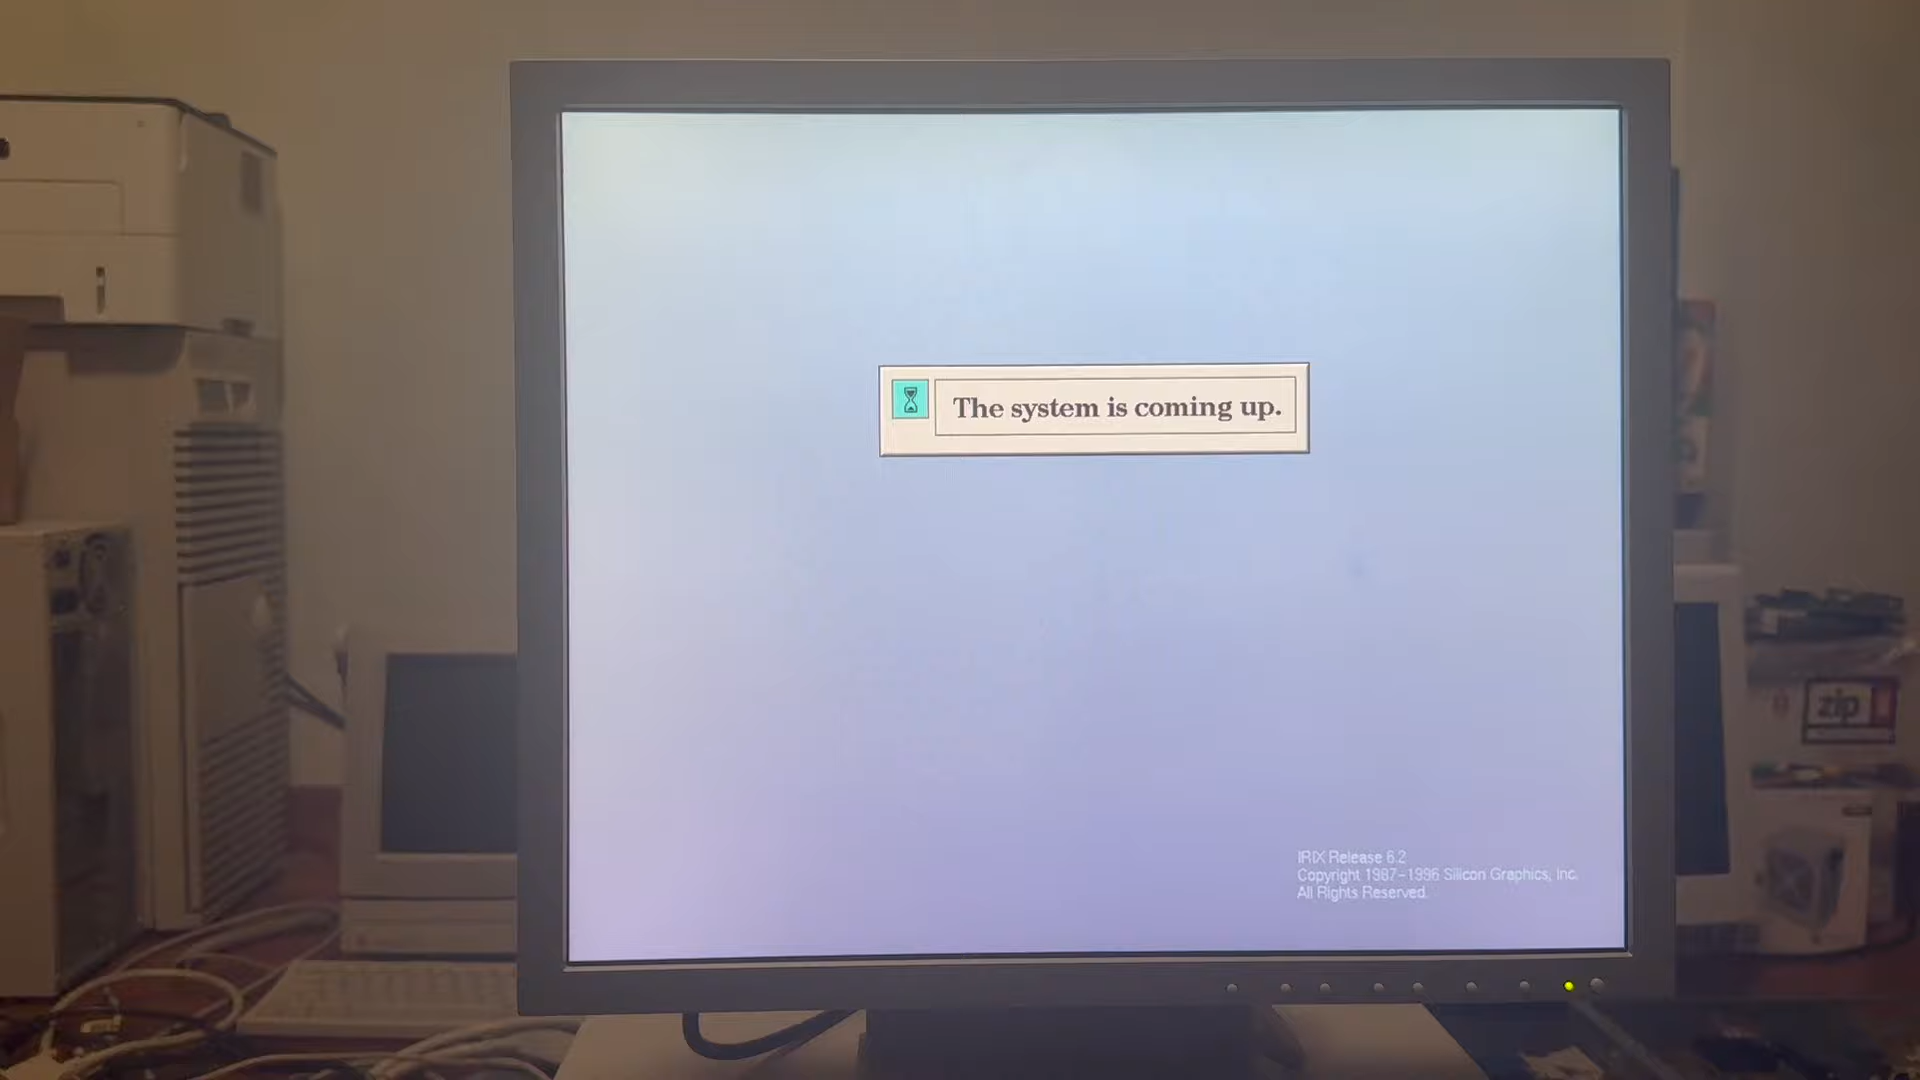 The system is coming up.
IRIX Release 6.2
Copyright 1987-1996 Silicon Graphics, Inc.
All Rights Reserved.
zip